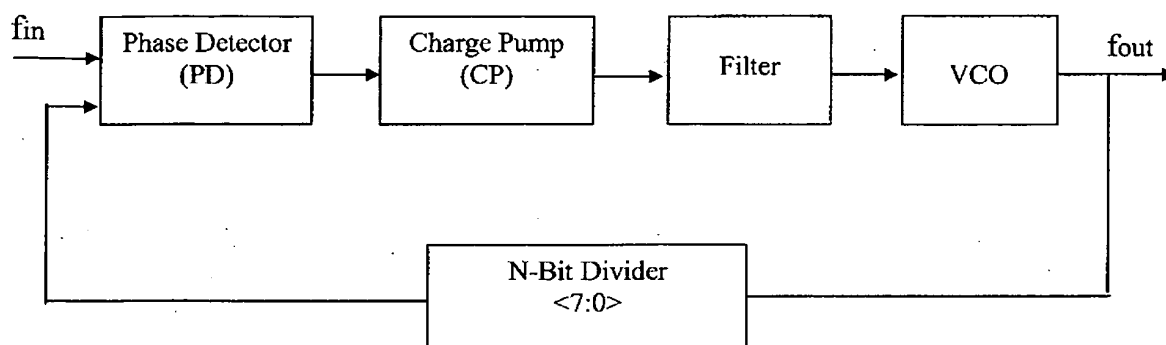 fin
Phase Detector
(PD)
Charge Pump
(CP)
Filter
VCO
fout
N-Bit Divider
<7:0>